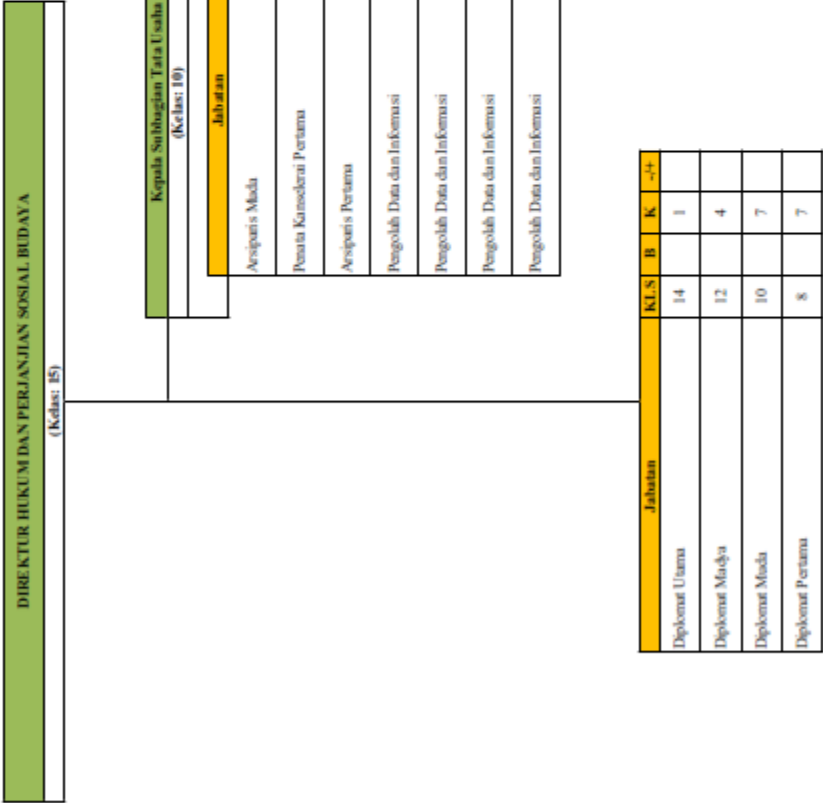 DIREKTUR HUKUM DAN PERJANJIAN SOSIAL BUDAYA
(Kelas: 15)
Kepala Subbagian Tata Usaha
(Kelas: 10)
Jabatan
Arsiparis Muda
Penata Kanselerai Pertama
Arsiparis Pertama
Pengolah Data dan Informasi
Pengolah Data dan Informasi
Pengolah Data dan Informasi
Pengolah Data dan Informasi
Jabatan KLS B K -/+
Diplomat Utama 14 1
Diplomat Madya 12 4
Diplomat Muda 10 7
Diplomat Pertama 8 7